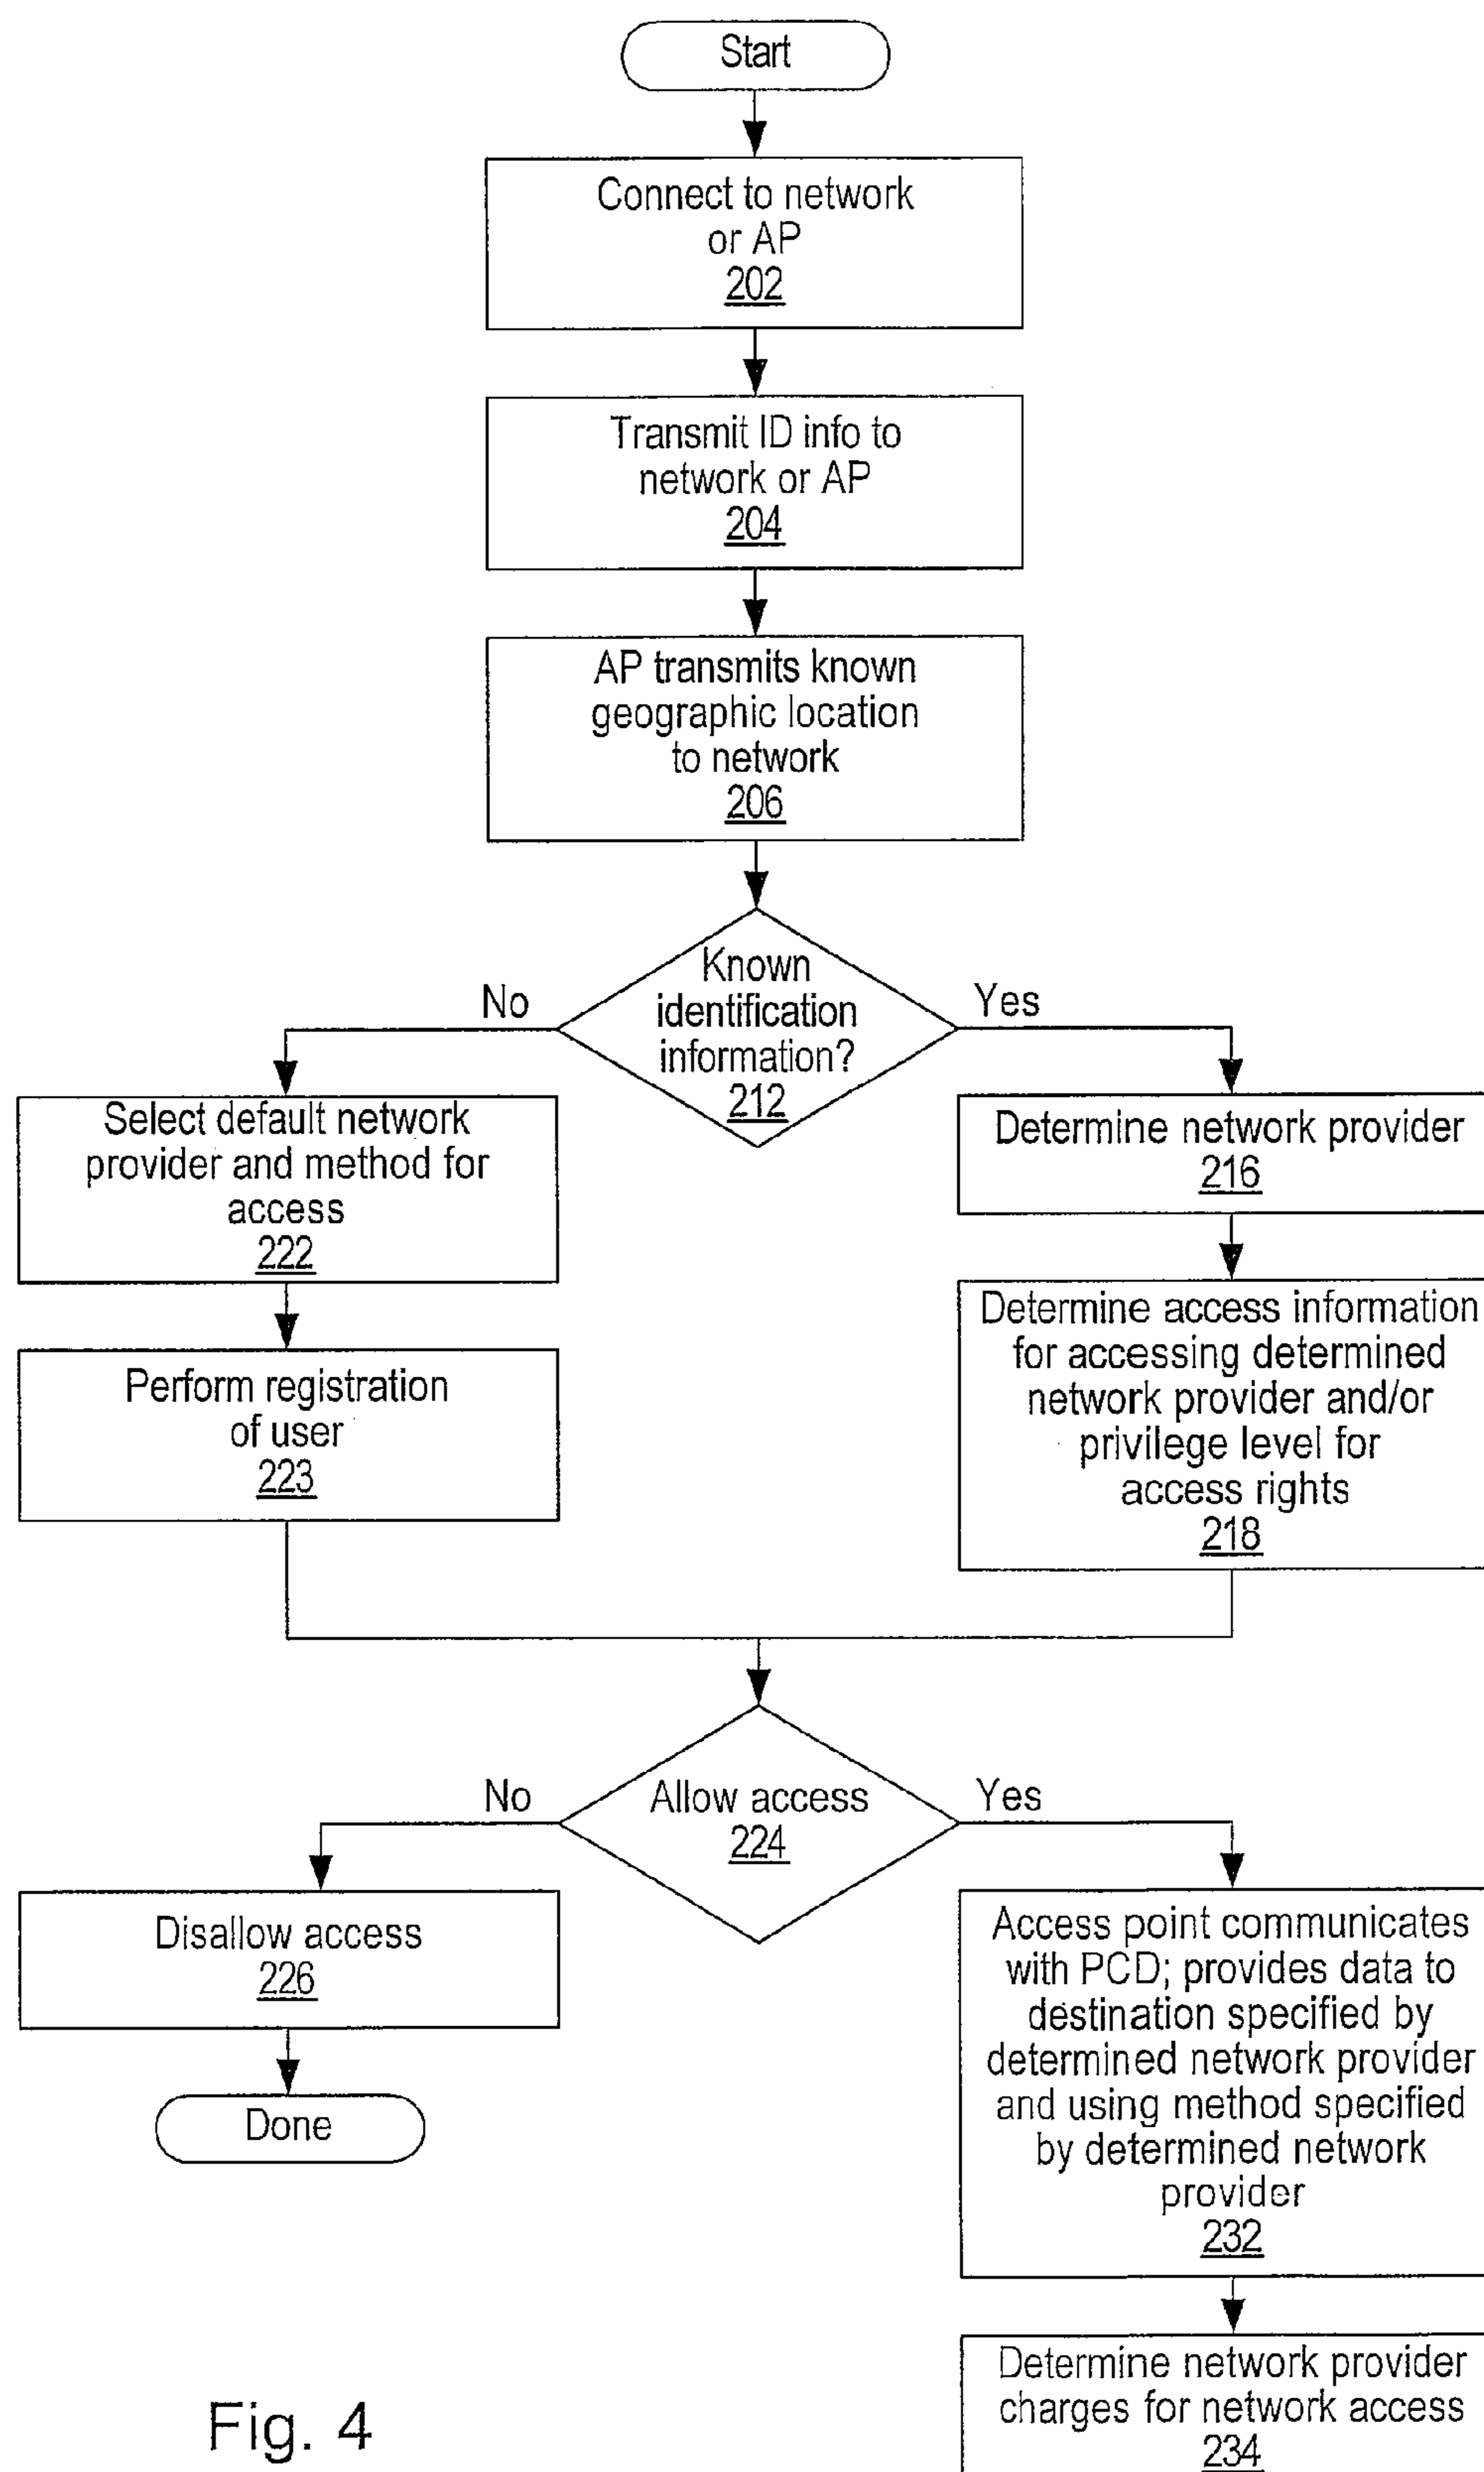 Start
Connect to network
or AP
202
Transmit ID info to
network or AP
204
AP transmits known
geographic location
to network
206
Known
identification
information?
212
No
Yes
Select default network
provider and method for
access
222
Determine network provider
216
Perform registration
of user
223
Determine access information
for accessing determined
network provider and/or
privilege level for
access rights
218
Allow access
224
No
Yes
Disallow access
226
Done
Access point communicates
with PCD; provides data to
destination specified by
determined network provider
and using method specified
by determined network
provider
232
Determine network provider
charges for network access
234
Fig. 4